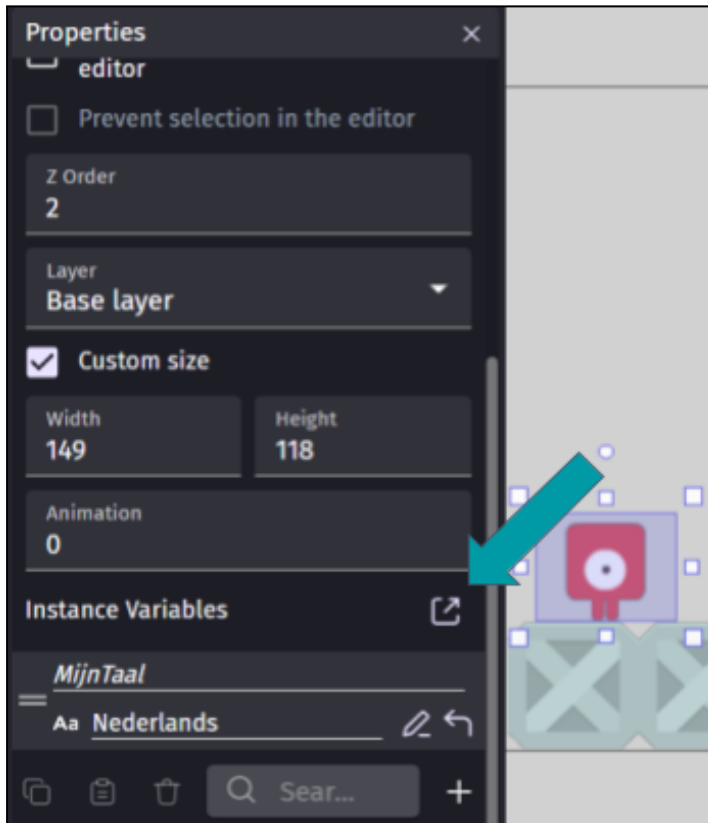 Properties
editor
Prevent selection in the editor
Z Order
2
Layer
Base layer
Custom size
Width
Height
149
118
Animation
0
Instance Variables
MijnTaal
Aa Nederlands
Sear...